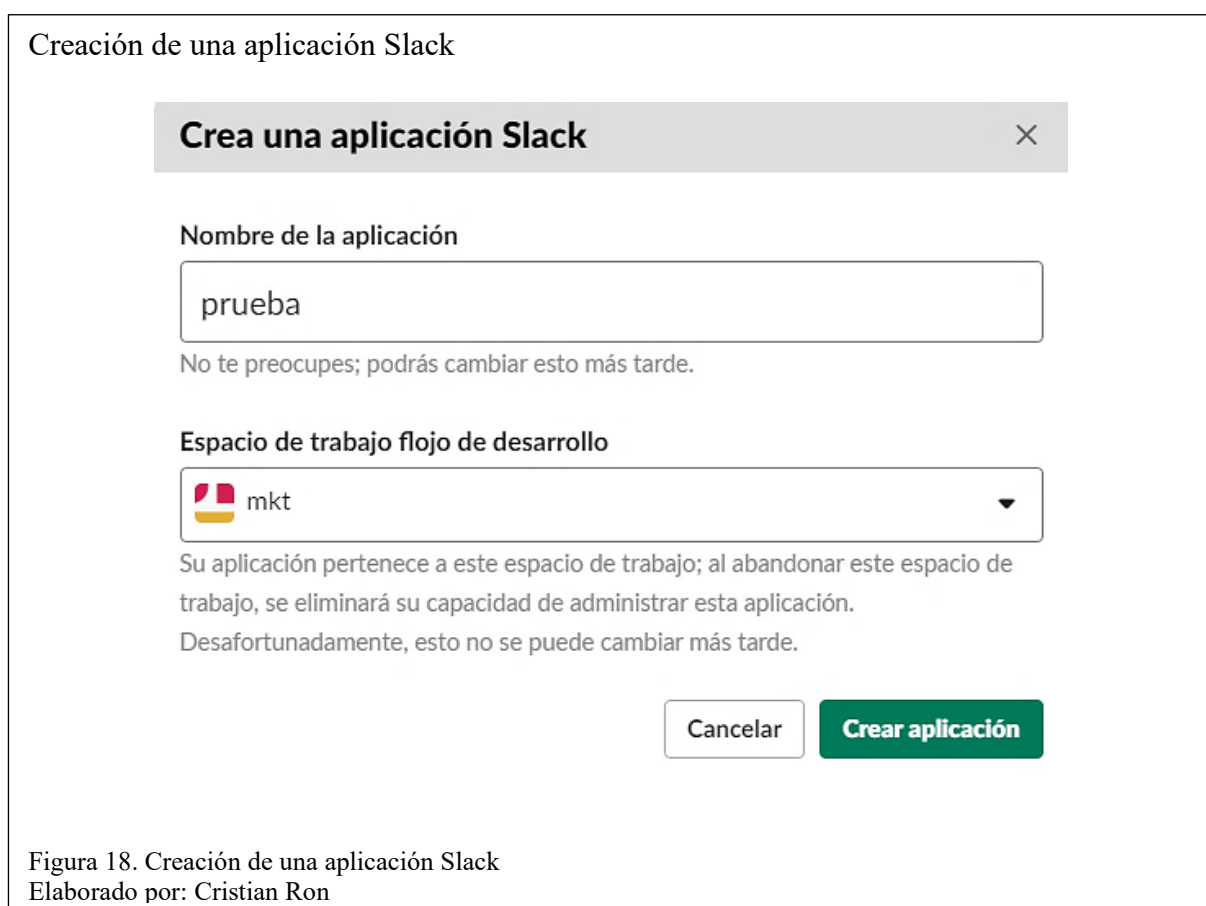 Creación de una aplicación Slack
Crea una aplicación Slack
Nombre de la aplicación
prueba
No te preocupes; podrás cambiar esto más tarde.
Espacio de trabajo flojo de desarrollo
mkt
Su aplicación pertenece a este espacio de trabajo; al abandonar este espacio de
trabajo, se eliminará su capacidad de administrar esta aplicación.
Desafortunadamente, esto no se puede cambiar más tarde.
Cancelar
Crear aplicación
Figura 18. Creación de una aplicación Slack
Elaborado por: Cristian Ron